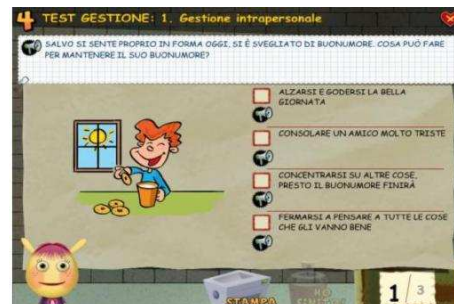 4 TEST GESTIONE: 1. Gestione intrapersonale
SALVO SI SENTE PROPRIO IN FORMA OGGI, SI È SVEGLIATO DI BUONUMORE. COSA PUÒ FARE
PER MANTENERE IL SUO BUONUMORE?
ALZARSI E GODERSI LA BELLA
GIORNATA
CONSOLARE UN AMICO MOLTO TRISTE
CONCENTRARSI SU ALTRE COSE,
PRESTO IL BUONUMORE FINIRÀ
FERMARSI A PENSARE A TUTTE LE COSE
CHE GLI VANNO BENE
STAMPA
HO
1 / 3